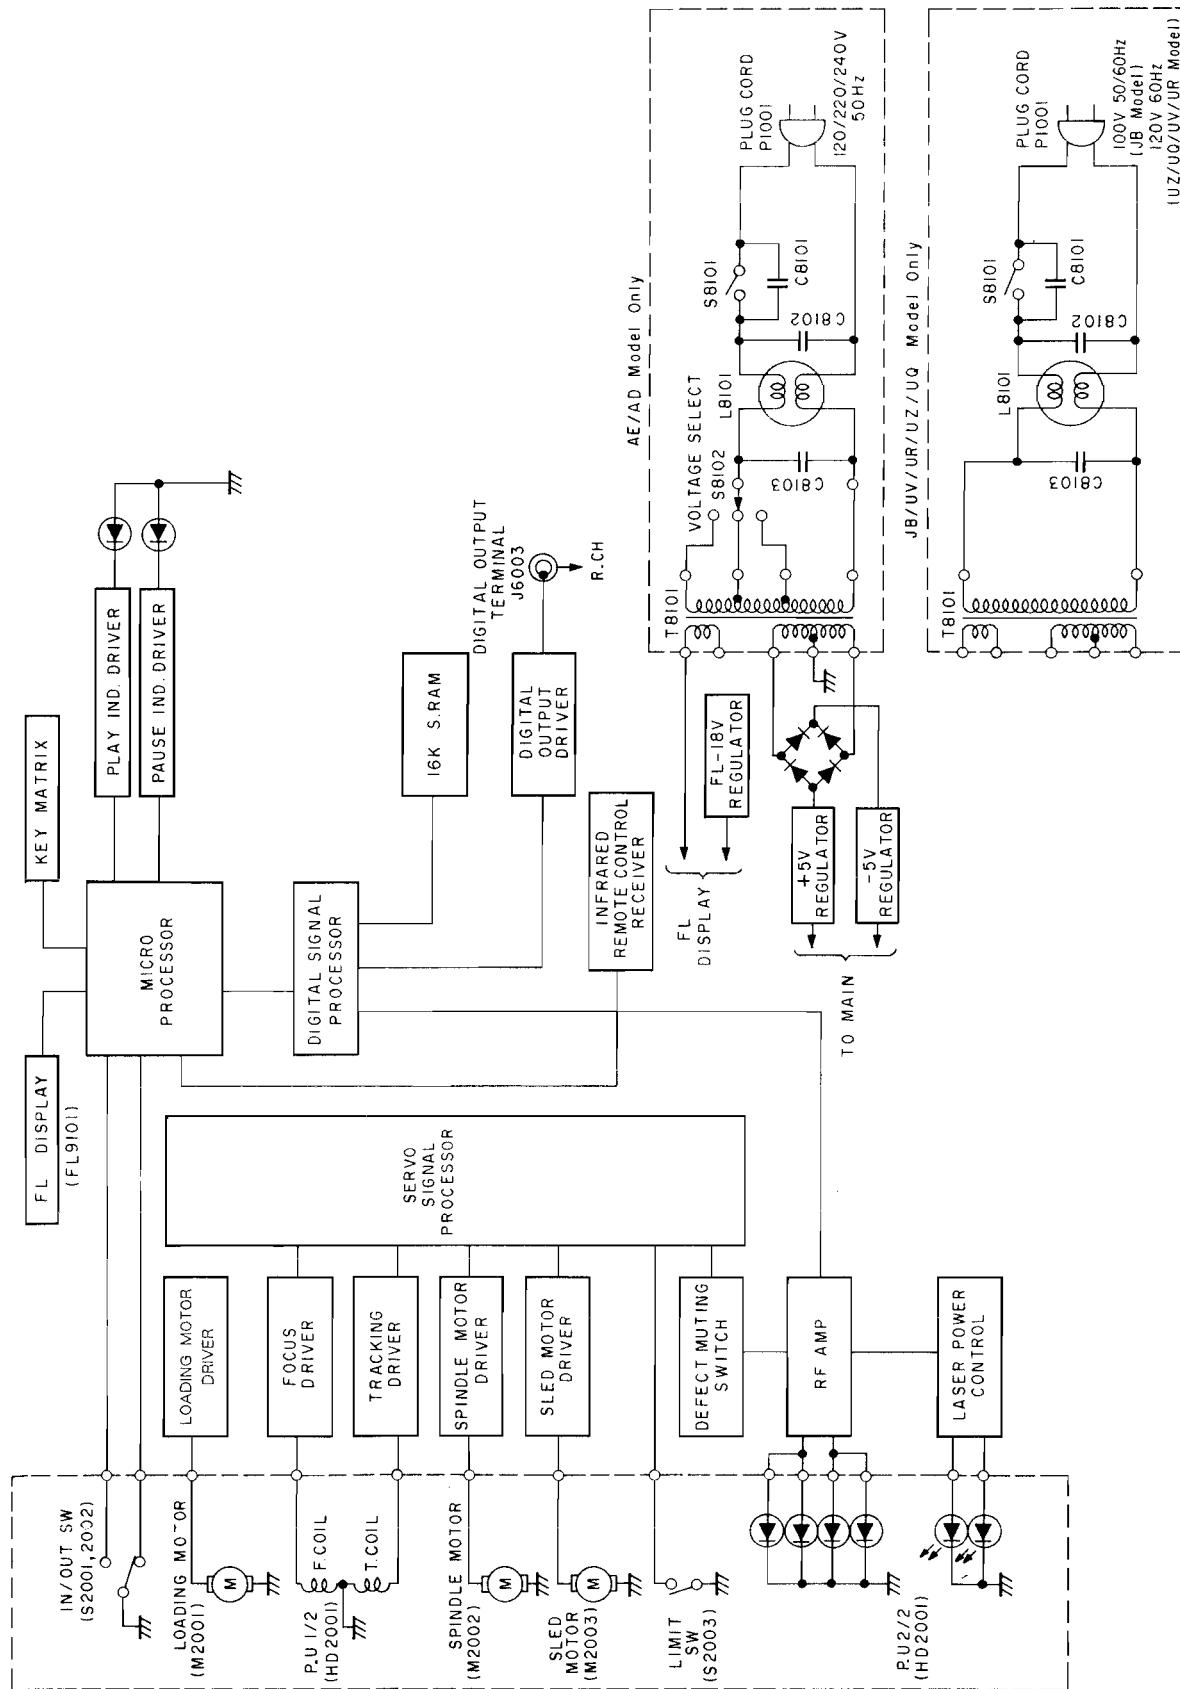 IN/OUT SW
(S2001,2002)
LOADING MOTOR
(M2001)
M
P.U 1/2
(HD2001)
F.COIL
T.COIL
SPINDLE MOTOR
(M2002)
M
SLED
MOTOR
(M2003)
M
LIMIT
SW
(S2003)
P.U 2/2
(HD2001)
LOADING MOTOR
DRIVER
FOCUS
DRIVER
TRACKING
DRIVER
SPINDLE MOTOR
DRIVER
SLED MOTOR
DRIVER
DEFECT MUTING
SWITCH
RF AMP
LASER POWER
CONTROL
SERVO
SIGNAL
PROCESSOR
FL DISPLAY
(FL9101)
KEY MATRIX
MICRO
PROCESSOR
PLAY IND. DRIVER
PAUSE IND. DRIVER
DIGITAL SIGNAL
PROCESSOR
16K S.RAM
DIGITAL
OUTPUT
DRIVER
DIGITAL OUTPUT
TERMINAL
J6003
R.CH
INFRARED
REMOTE CONTROL
RECEIVER
FL
DISPLAY
FL-18V
REGULATOR
TO MAIN
+5V
REGULATOR
-5V
REGULATOR
AE/AD Model Only
T8101
VOLTAGE SELECT
S8102
C8103
L8101
C8102
S8101
C8101
PLUG CORD
P1001
120/220/240V
50Hz
JB/UV/UR/UZ/UQ Model Only
T8101
C8103
L8101
C8102
S8101
C8101
PLUG CORD
P1001
100V 50/60Hz
(JB Model)
120V 60Hz
(UZ/UQ/UV/UR Model)